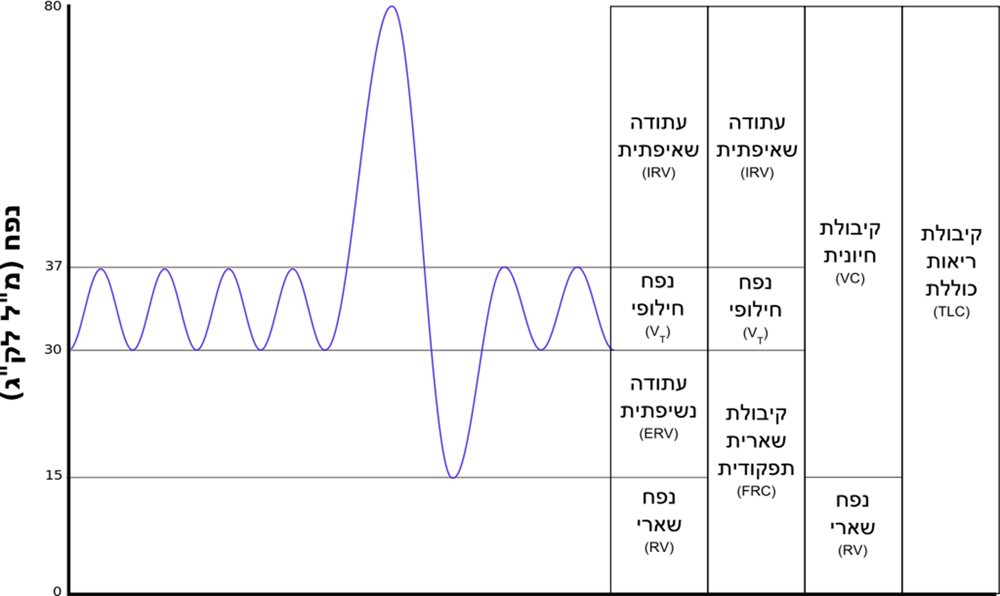 80
37
30
15
0
נפח (מ"ל לק"ג)
עתודה
שאיפתית
(IRV)
נפח
חילופי
(VT)
עתודה
נשיפתית
(ERV)
נפח
שארי
(RV)
עתודה
שאיפתית
(IRV)
נפח
חילופי
(VT)
קיבולת
שארית
תפקודית
(FRC)
קיבולת
חיונית
(VC)
נפח
שארי
(RV)
קיבולת
ריאות
כוללת
(TLC)